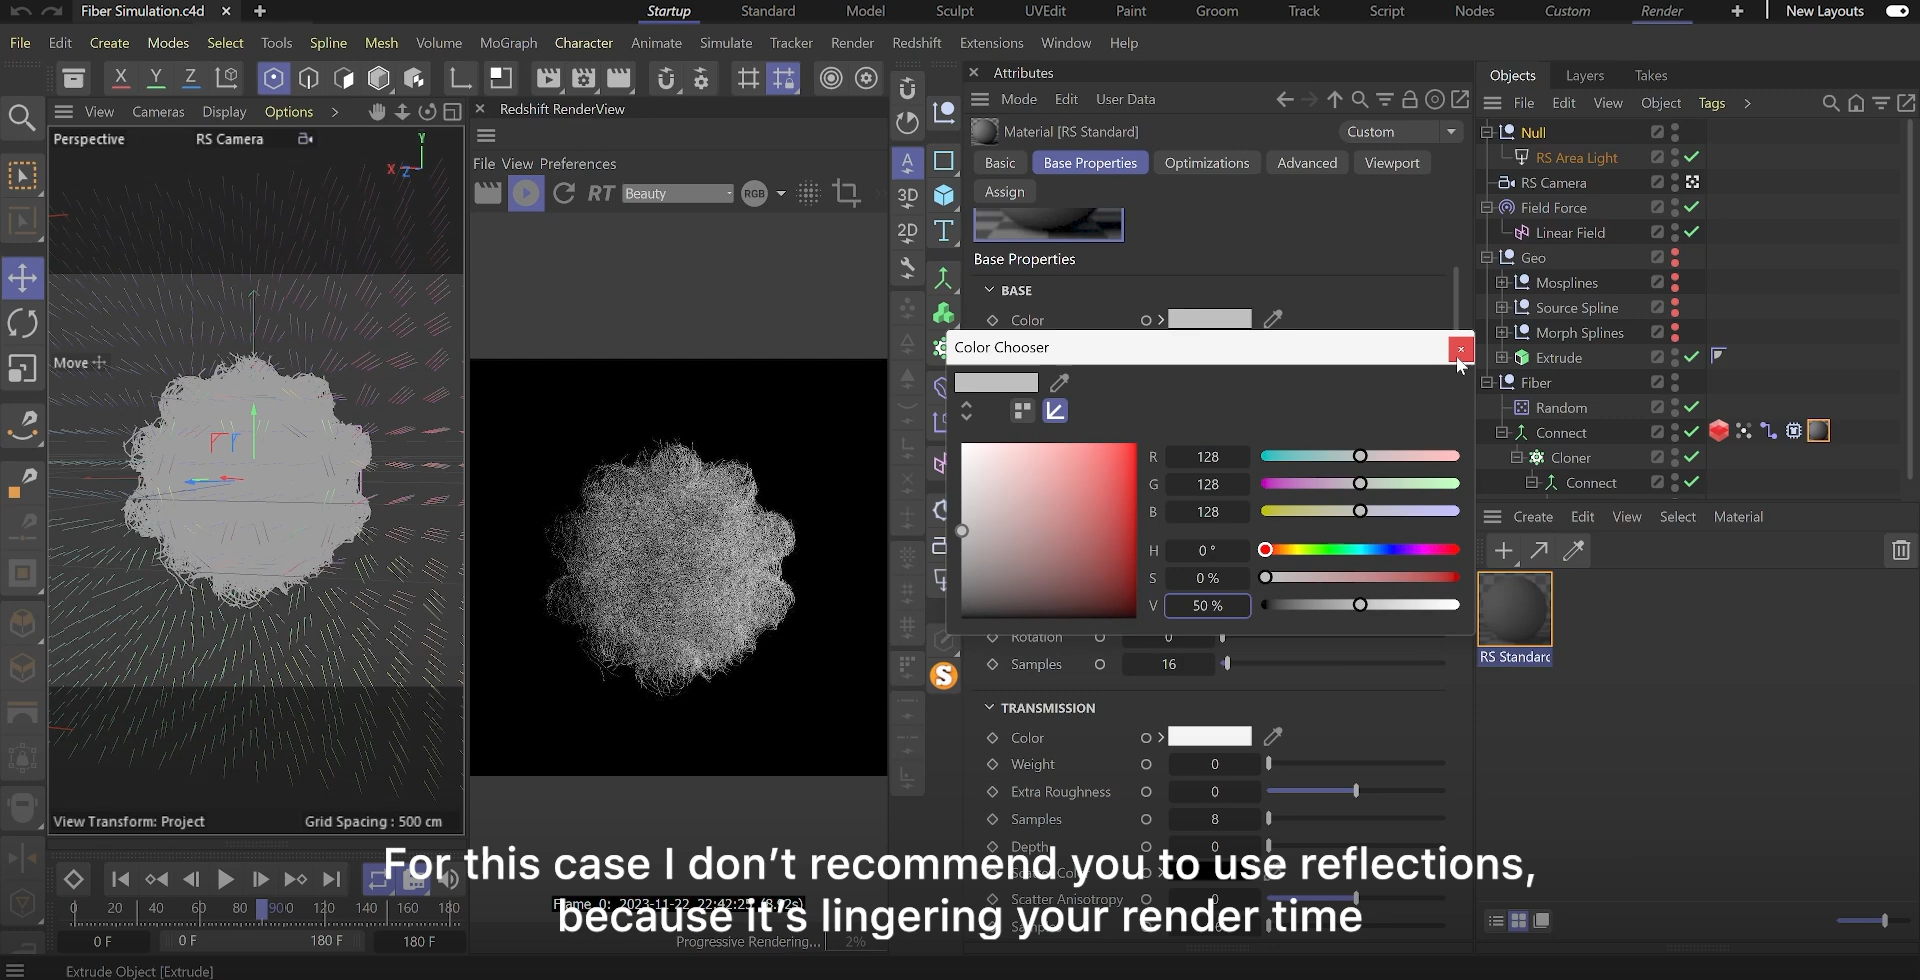 Fiber Simulation.c4d
Startup Standard Model Sculpt UVEdit Paint Groom Track Script Nodes Custom Render New Layouts
File Edit Create Modes Select Tools Spline Mesh Volume MoGraph Character Animate Simulate Tracker Render Redshift Extensions Window Help
X Y Z
View Cameras Display Options
Perspective RS Camera
Y
X Z
Move
View Transform: Project Grid Spacing : 500 cm
Redshift RenderView
File View Preferences
RT Beauty RGB
A
3D
2D
T
S
Attributes
Mode Edit User Data
Material [RS Standard] Custom
Basic Base Properties Optimizations Advanced Viewport
Assign
Base Properties
BASE
Color
Color Chooser
R 128
G 128
B 128
H 0 °
S 0 %
V 50 %
Rotation 0
Samples 16
TRANSMISSION
Color
Weight 0
Extra Roughness 0
Samples 8
Depth 0
Scatter Anisotropy 0
Objects Layers Takes
File Edit View Object Tags
Null
RS Area Light
RS Camera
Field Force
Linear Field
Geo
Mosplines
Source Spline
Morph Splines
Extrude
Fiber
Random
Connect
Cloner
Connect
Create Edit View Select Material
RS Standard
For this case I don't recommend you to use reflections,
because it's lingering your render time
0 20 40 60 80 900 120 140 160 180
0 F 0 F 180 F 180 F
Progressive Rendering... 2%
Extrude Object [Extrude]